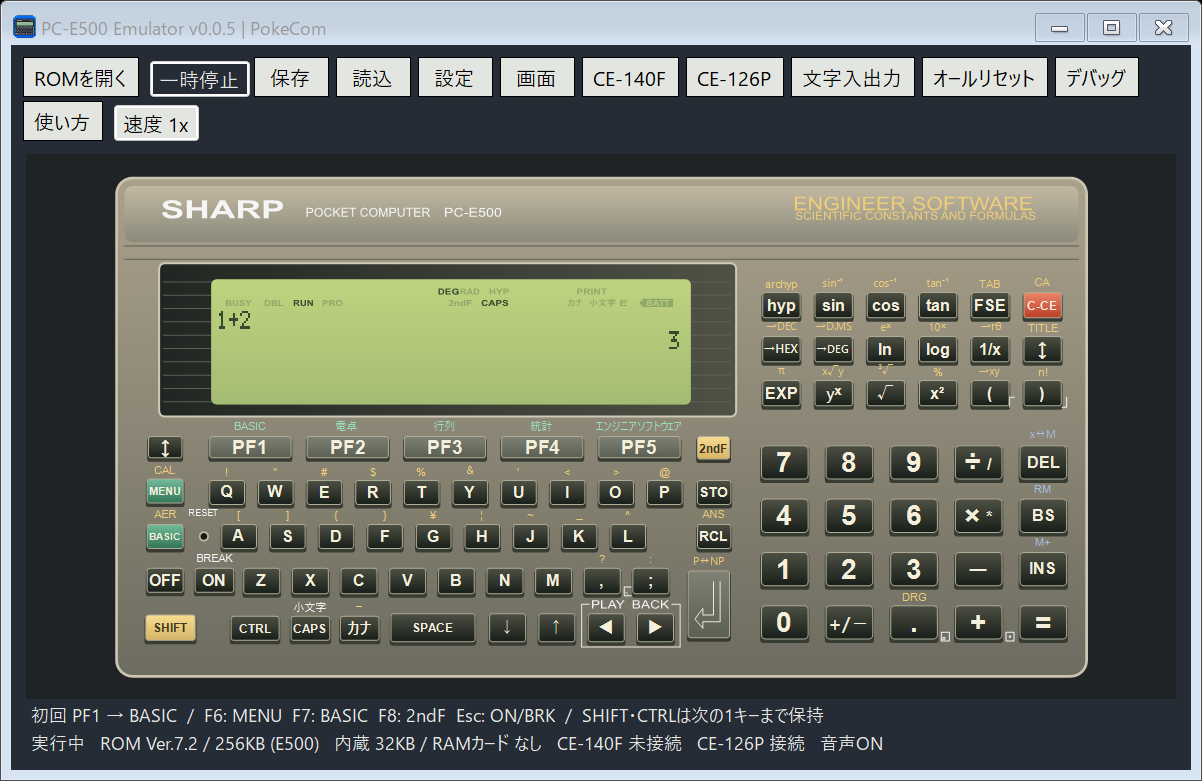 PC-E500 Emulator v0.0.5 | PokeCom
ROMを開く 一時停止 保存 読込 設定 画面 CE-140F CE-126P 文字入出力 オールリセット デバッグ
使い方 速度 1x
SHARP POCKET COMPUTER PC-E500 ENGINEER SOFTWARE
SCIENTIFIC CONSTANTS AND FORMULAS
DEG RAD HYP PRINT
BUSY DBL RUN PRO 2ndF CAPS カナ 小文字 E BATT
1+2
3
archyp sin⁻¹ cos⁻¹ tan⁻¹ TAB CA
hyp sin cos tan FSE C-CE
→DEC →D.MS eˣ 10ˣ →rθ TITLE
→HEX →DEG ln log 1/x ↕
π x√y ³√ % →xy n!
EXP yˣ √ x² ( )
BASIC 電卓 行列 統計 エンジニアソフトウェア
↕ PF1 PF2 PF3 PF4 PF5 2ndF
CAL ! " # $ % & ' < > @
MENU Q W E R T Y U I O P STO
AER RESET [ ] { } ¥ ¦ ~ _ ^ ANS
BASIC A S D F G H J K L RCL
BREAK ? : P↔NP
OFF ON Z X C V B N M , ;
小文字 − PLAY BACK
SHIFT CTRL CAPS カナ SPACE ↓ ↑ ◀ ▶
x↔M
7 8 9 ÷ / DEL
RM
4 5 6 × * BS
M+
1 2 3 − INS
DRG
0 +/− . + =
初回 PF1 → BASIC / F6: MENU F7: BASIC F8: 2ndF Esc: ON/BRK / SHIFT・CTRLは次の1キーまで保持
実行中 ROM Ver.7.2 / 256KB (E500) 内蔵 32KB / RAMカード なし CE-140F 未接続 CE-126P 接続 音声ON